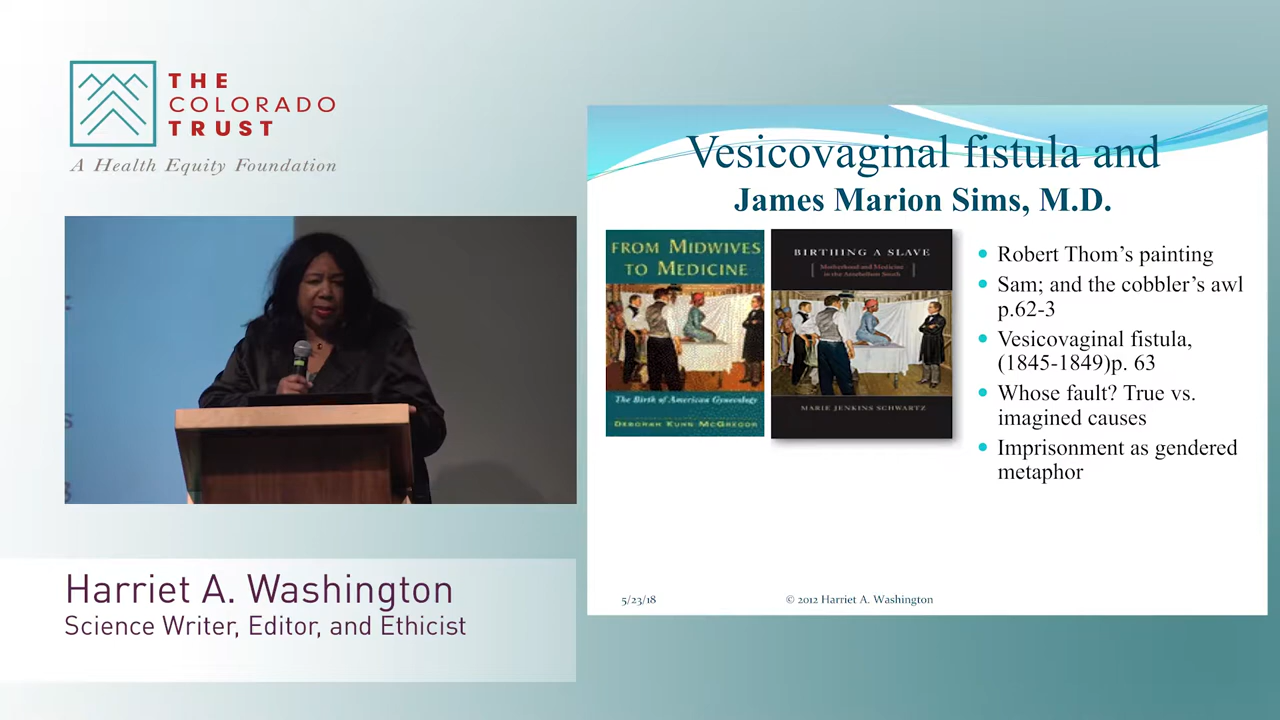 THE
COLORADO
TRUST
A Health Equity Foundation
Harriet A. Washington
Science Writer, Editor, and Ethicist
Vesicovaginal fistula and
James Marion Sims, M.D.
FROM MIDWIVES
TO MEDICINE
The Birth of American Gynecology
DEBORAH KUHN MCGREGOR
BIRTHING A SLAVE
Motherhood and Medicine
in the Antebellum South
MARIE JENKINS SCHWARTZ
• Robert Thom's painting
• Sam; and the cobbler's awl
p.62-3
• Vesicovaginal fistula,
(1845-1849)p. 63
• Whose fault? True vs.
imagined causes
• Imprisonment as gendered
metaphor
5/23/18
© 2012 Harriet A. Washington